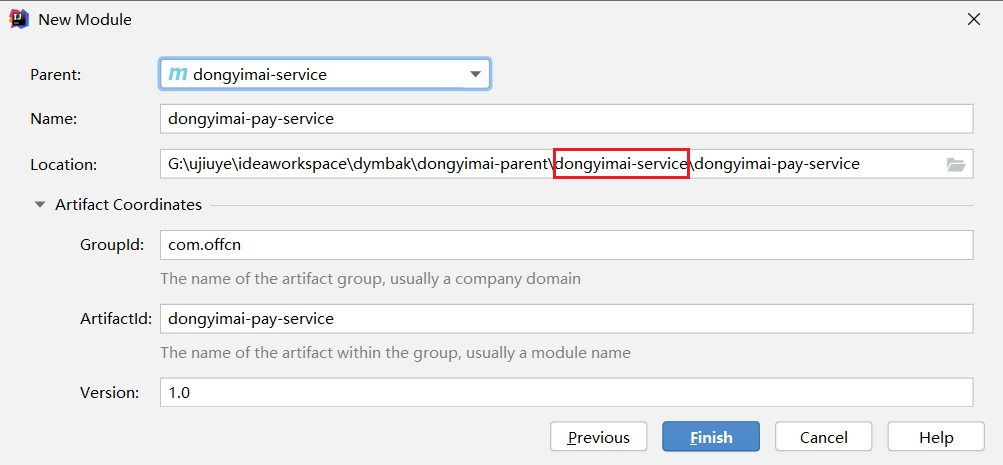 New Module
Parent: m dongyimai-service
Name: dongyimai-pay-service
Location: G:\ujiuye\ideaworkspace\dymbak\dongyimai-parent\dongyimai-service\dongyimai-pay-service
Artifact Coordinates
GroupId: com.offcn
The name of the artifact group, usually a company domain
ArtifactId: dongyimai-pay-service
The name of the artifact within the group, usually a module name
Version: 1.0
Previous Finish Cancel Help